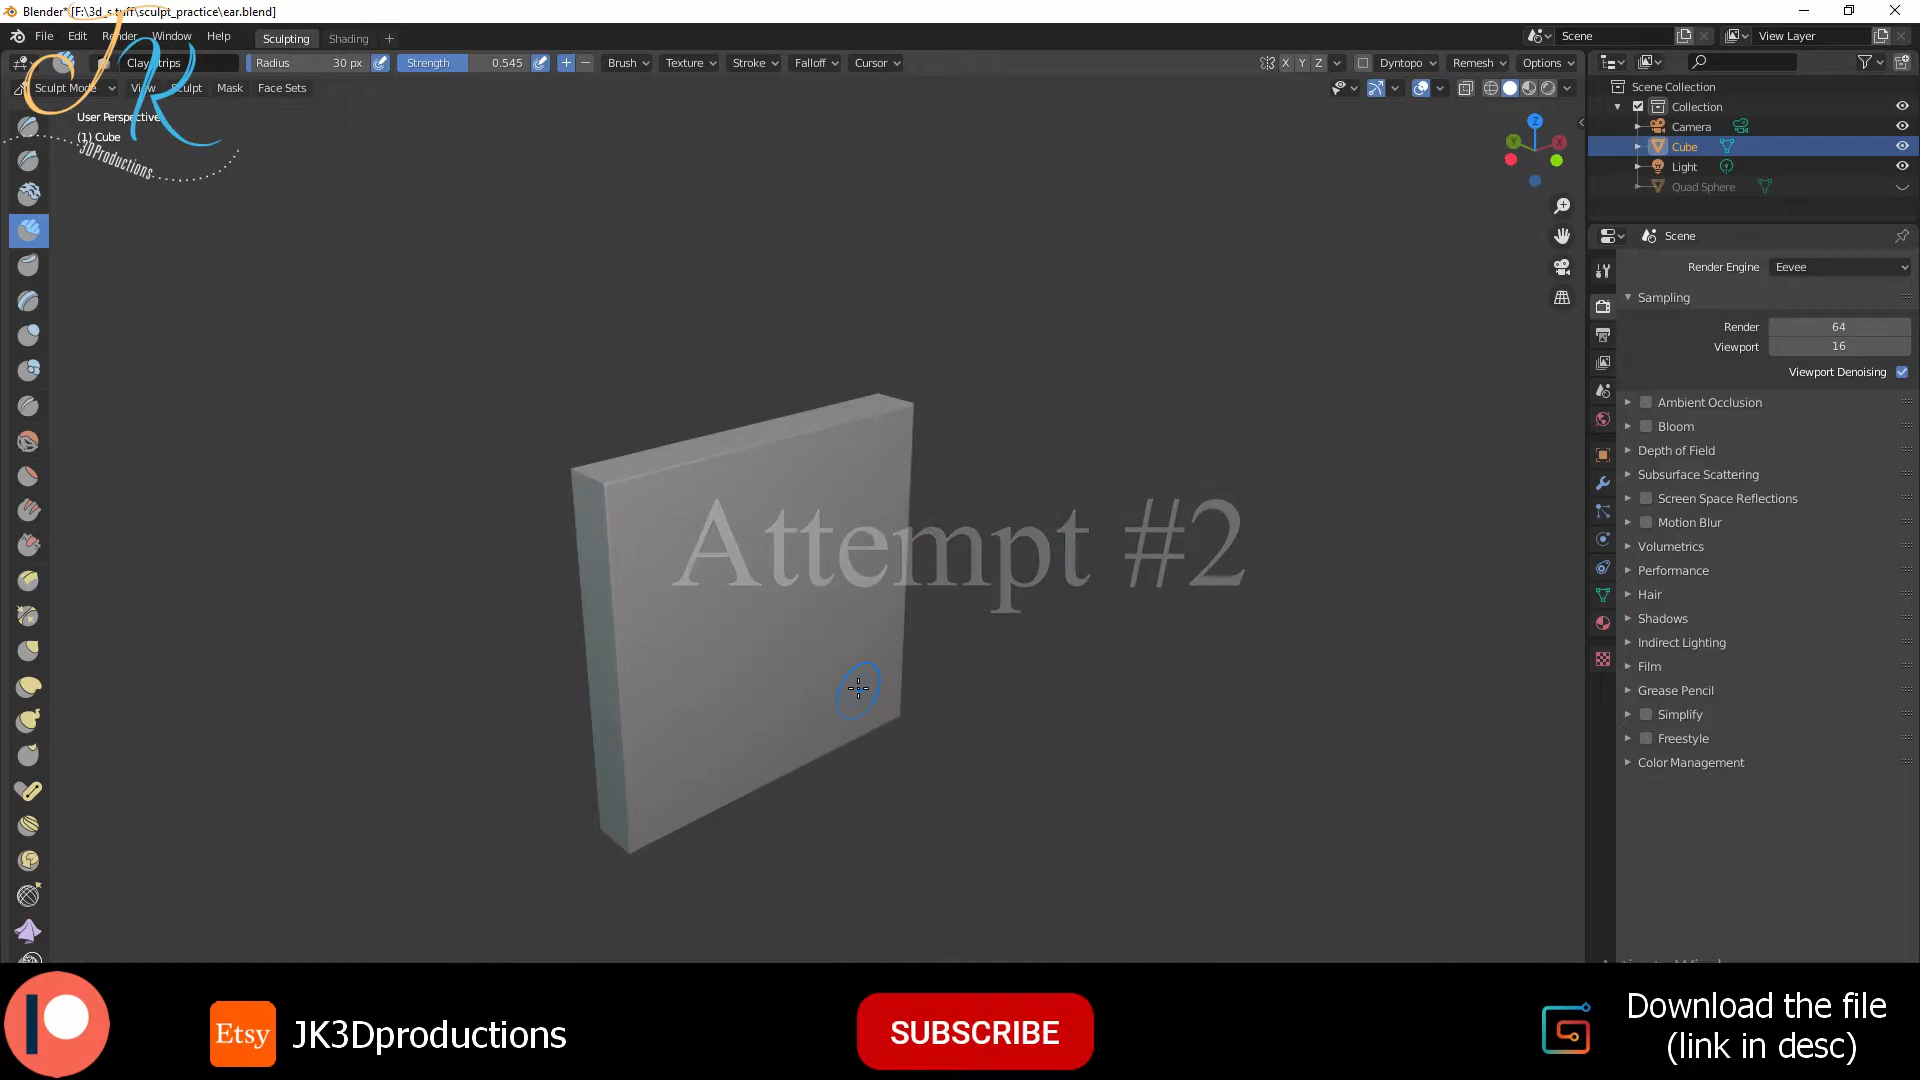 Blender* [F:\3d_stuff\sculpt_practice\ear.blend]
File Edit Render Window Help Sculpting Shading + Scene View Layer
Clay Strips Radius 30 px Strength 0.545 Brush Texture Stroke Falloff Cursor X Y Z Dyntopo Remesh Options
Sculpt Mode View Sculpt Mask Face Sets
JK
3DProductions
User Perspective
(1) Cube
Z
Y
X
Scene Collection
Collection
Camera
Cube
Light
Quad Sphere
Scene
Render Engine Eevee
Sampling
Render 64
Viewport 16
Viewport Denoising
Ambient Occlusion
Bloom
Depth of Field
Subsurface Scattering
Screen Space Reflections
Motion Blur
Volumetrics
Performance
Hair
Shadows
Indirect Lighting
Film
Grease Pencil
Simplify
Freestyle
Color Management
Attempt #2
Etsy JK3Dproductions
SUBSCRIBE
Download the file
(link in desc)